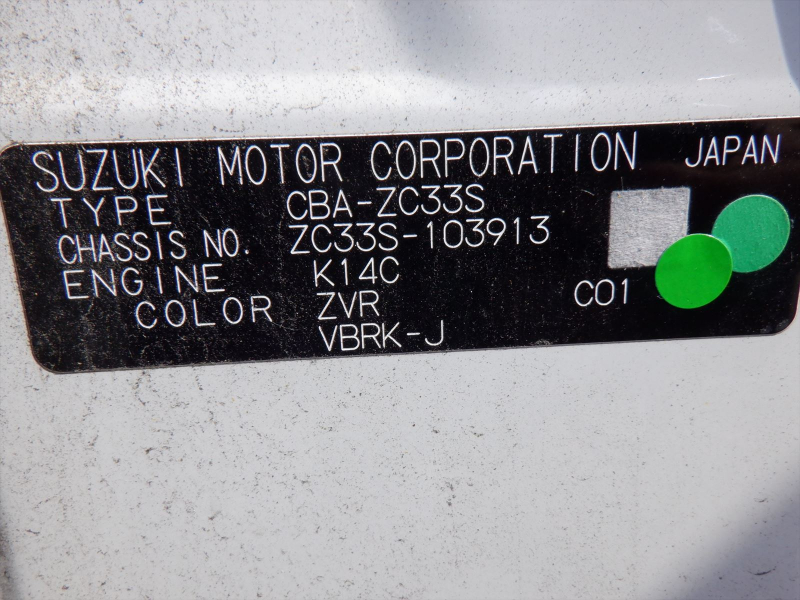 SUZUKI MOTOR CORPORATION JAPAN
TYPE CBA-ZC33S
CHASSIS NO. ZC33S-103913
ENGINE K14C
COLOR ZVR C01
VBRK-J